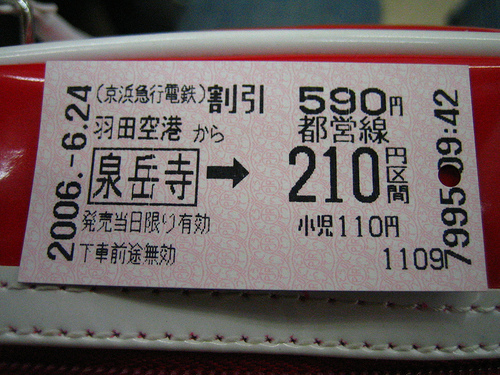 2006.-6.24
(京浜急行電鉄)割引
羽田空港 から
泉岳寺 →
発売当日限り有効
下車前途無効
590円
都営線
210円区間
小児110円
1109
7995 09:42